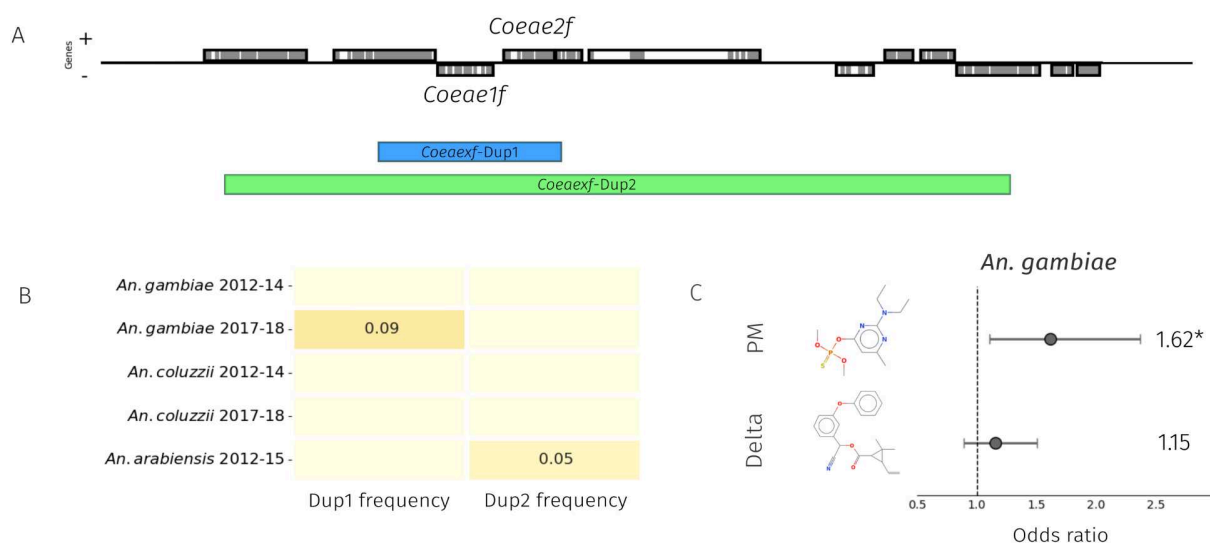 A
Genes
+
-
Coeae2f
Coeae1f
Coeaexf-Dup1
Coeaexf-Dup2
B
An. gambiae 2012-14
An. gambiae 2017-18
0.09
An. coluzzii 2012-14
An. coluzzii 2017-18
An. arabiensis 2012-15
0.05
Dup1 frequency
Dup2 frequency
C
An. gambiae
PM
N
N
N
O
O
P
O
S
1.62*
Delta
O
O
N
O
1.15
0.5
1.0
1.5
2.0
2.5
Odds ratio